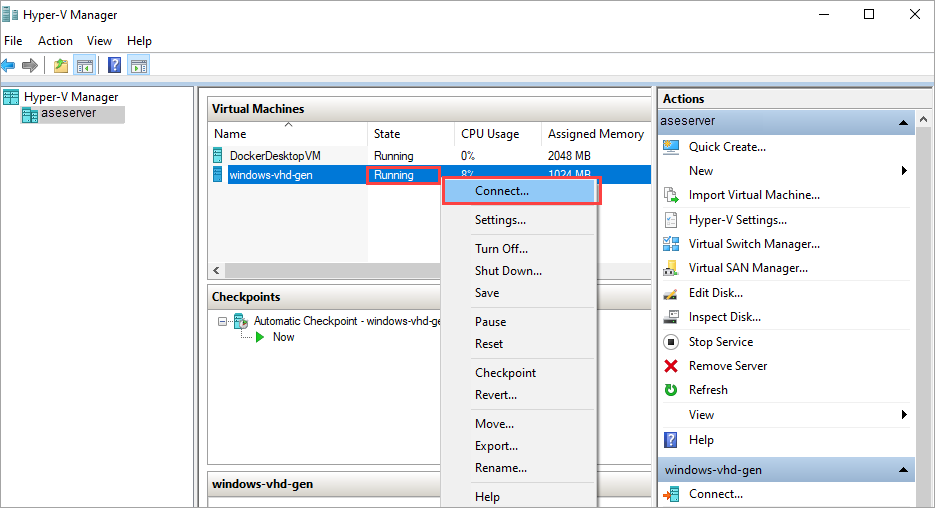 Hyper-V Manager
File Action View Help
Hyper-V Manager
aseserver
Virtual Machines
Name State CPU Usage Assigned Memory
DockerDesktopVM Running 0% 2048 MB
windows-vhd-gen Running 8% 1024 MB
Connect...
Settings...
Turn Off...
Shut Down...
Save
Pause
Reset
Checkpoint
Revert...
Move...
Export...
Rename...
Help
Checkpoints
Automatic Checkpoint - windows-vhd-ge
Now
windows-vhd-gen
Actions
aseserver
Quick Create...
New
Import Virtual Machine...
Hyper-V Settings...
Virtual Switch Manager...
Virtual SAN Manager...
Edit Disk...
Inspect Disk...
Stop Service
Remove Server
Refresh
View
Help
windows-vhd-gen
Connect...